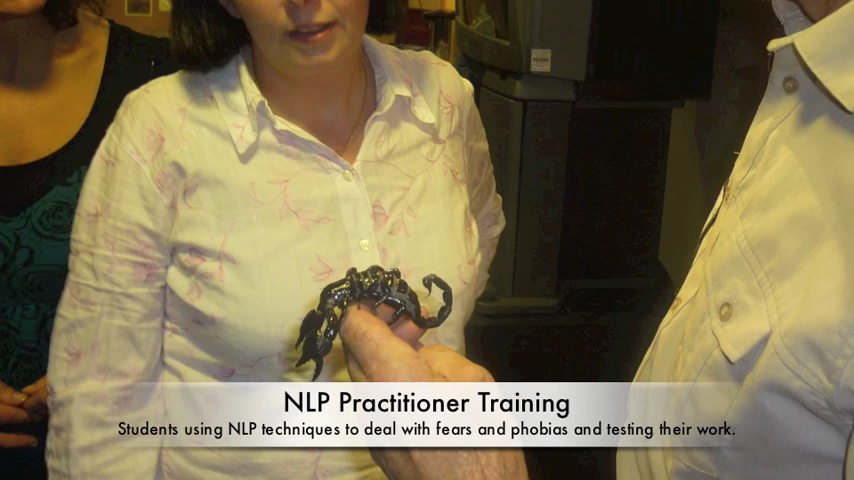 NLP Practitioner Training
Students using NLP techniques to deal with fears and phobias and testing their work.